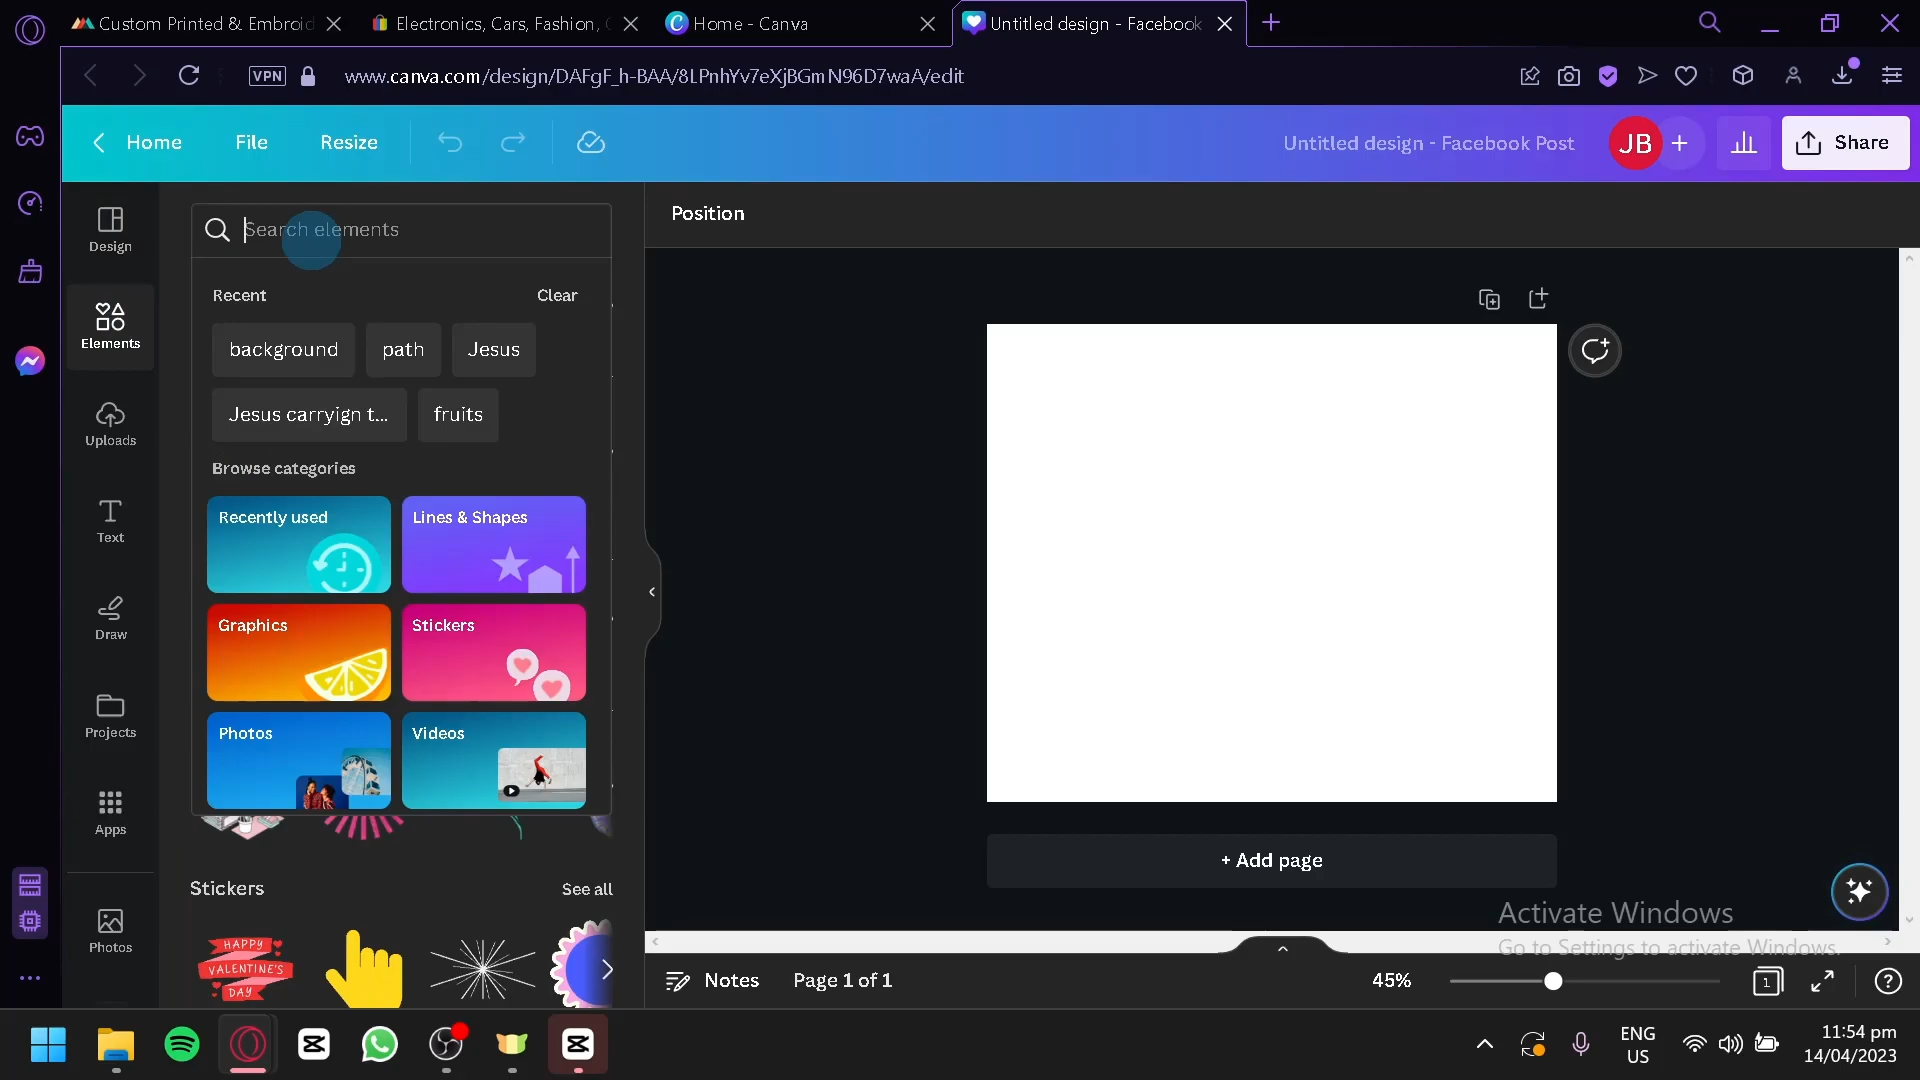 Custom Printed & Embroid
Electronics, Cars, Fashion,
Home - Canva
Untitled design - Facebook
VPN
www.canva.com/design/DAFgF_h-BAA/8LPnhYv7eXjBGmN96D7waA/edit
Home
File
Resize
Untitled design - Facebook Post
JB
Share
Design
Elements
Uploads
Text
Draw
Projects
Apps
Photos
Search elements
Recent
Clear
background
path
Jesus
Jesus carryign t...
fruits
Browse categories
Recently used
Lines & Shapes
Graphics
Stickers
Photos
Videos
Stickers
See all
HAPPY
VALENTINE'S
DAY
Position
+ Add page
Activate Windows
Go to Settings to activate Windows.
Notes
Page 1 of 1
45%
1
ENG
US
11:54 pm
14/04/2023